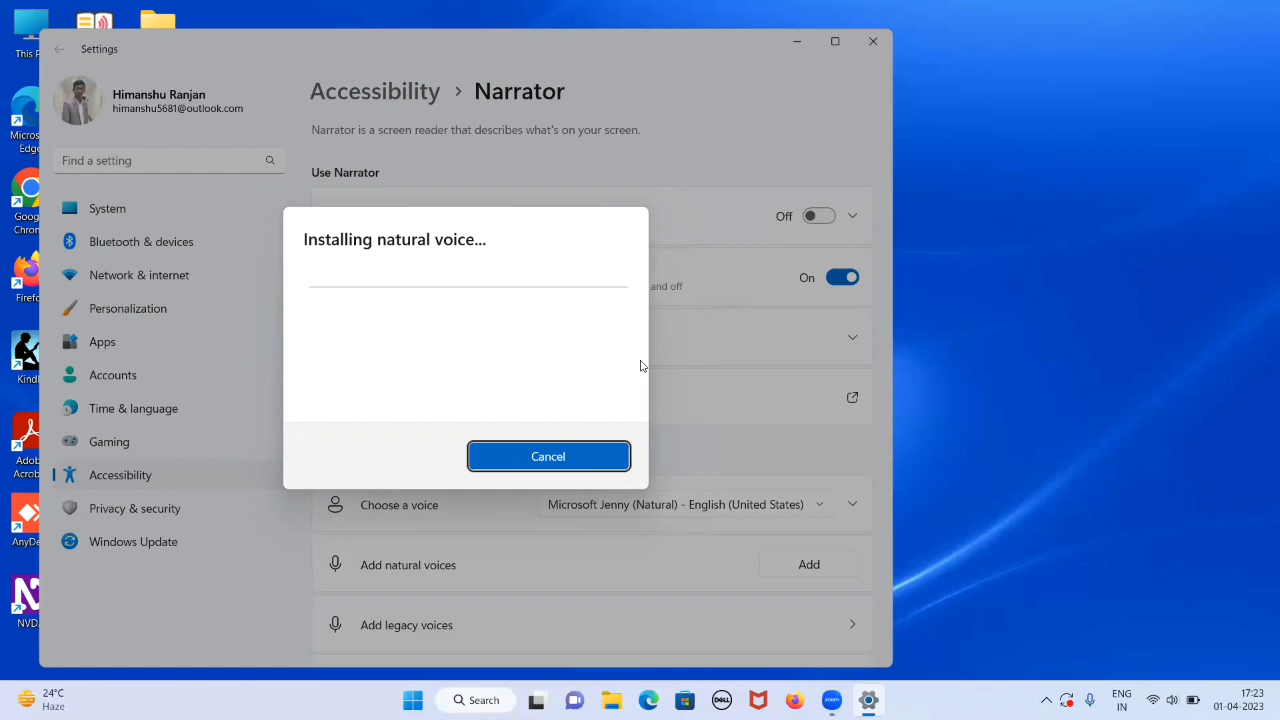 This P
Micros
Edge
Goog
Chron
Firefo
Kindl
Adob
Acrob
AnyDe
NVD
Settings
Himanshu Ranjan
himanshu5681@outlook.com
Find a setting
System
Bluetooth & devices
Network & internet
Personalization
Apps
Accounts
Time & language
Gaming
Accessibility
Privacy & security
Windows Update
Accessibility > Narrator
Narrator is a screen reader that describes what's on your screen.
Use Narrator
Off
On
and off
Installing natural voice...
Cancel
Choose a voice
Microsoft Jenny (Natural) - English (United States)
Add natural voices
Add
Add legacy voices
24°C
Haze
Search
DELL
zoom
ENG
IN
17:23
01-04-2023